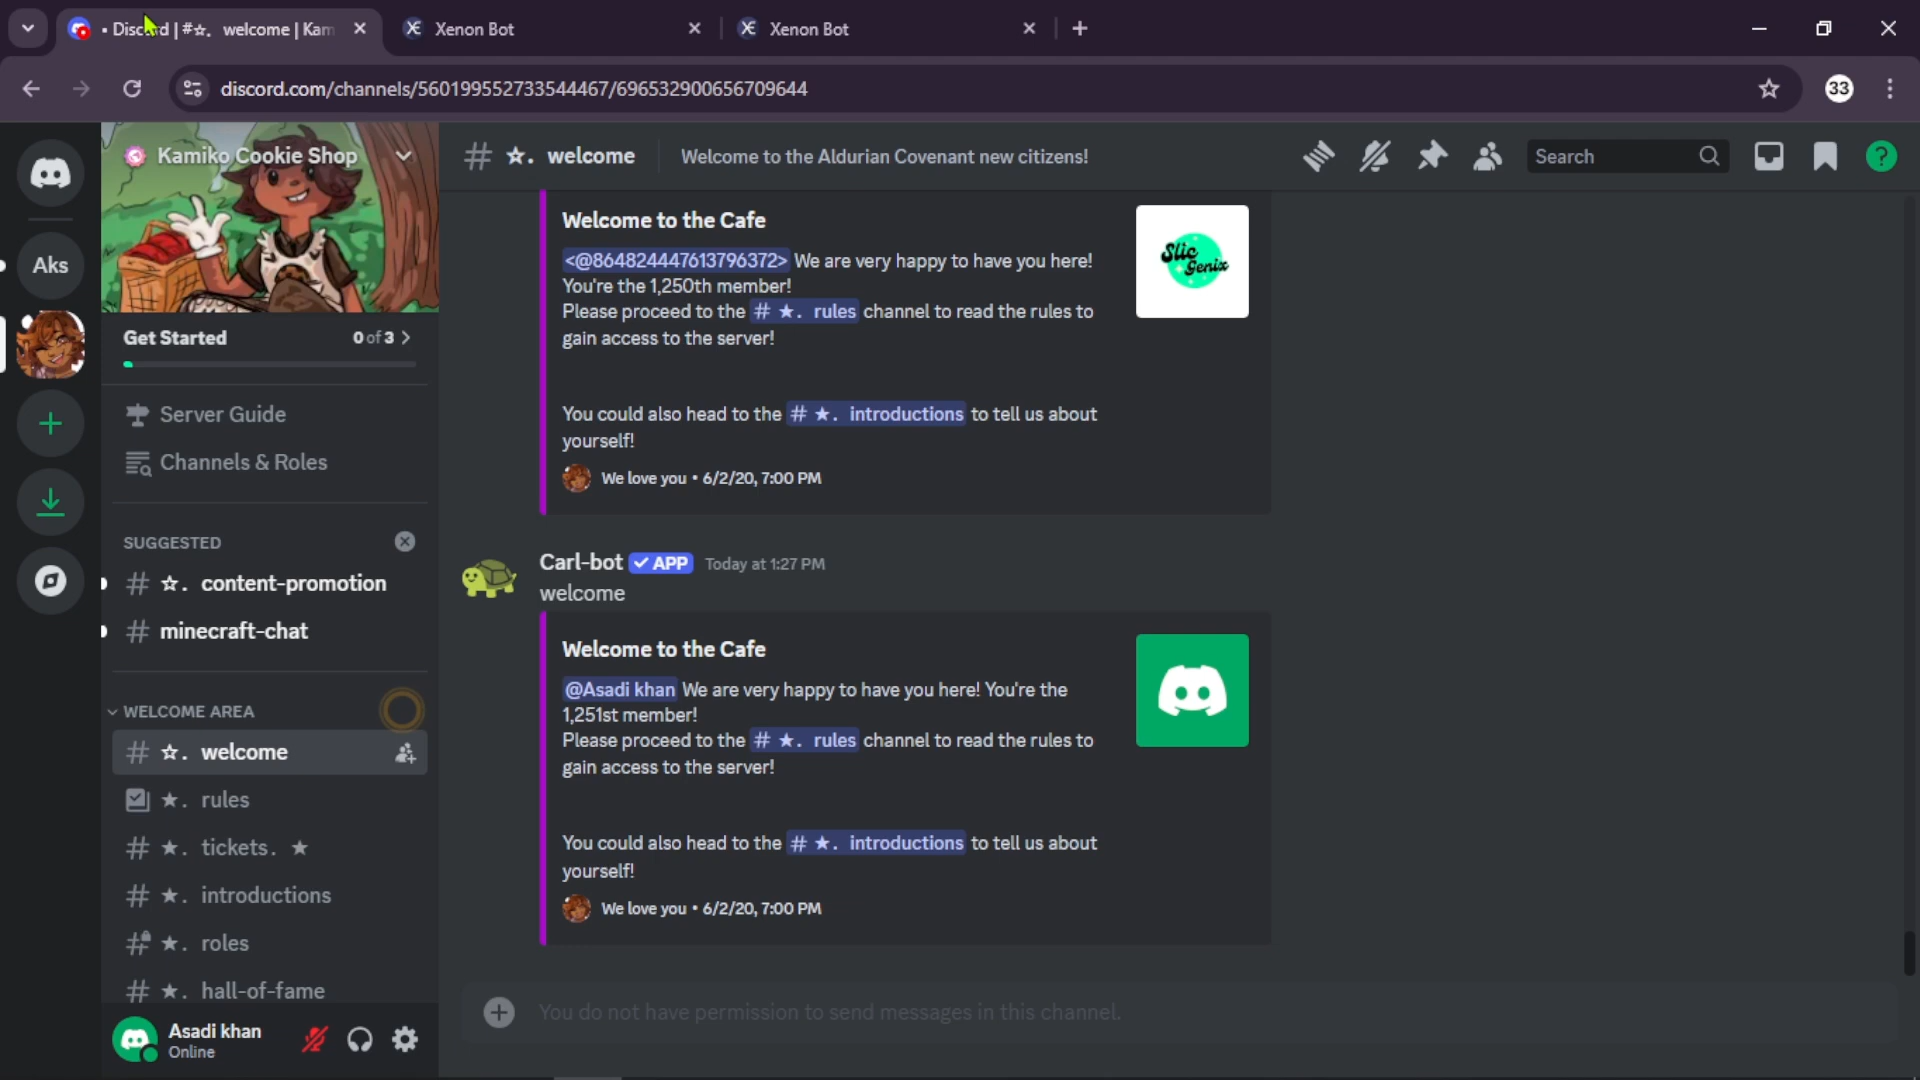 • Discord | #☆. welcome | Kam
Xenon Bot
Xenon Bot
discord.com/channels/560199552733544467/696532900656709644
33
Kamiko Cookie Shop
# ☆. welcome
Welcome to the Aldurian Covenant new citizens!
Search
Aks
Get Started
0 of 3
Server Guide
Channels & Roles
SUGGESTED
# ☆. content-promotion
# minecraft-chat
WELCOME AREA
# ☆. welcome
★. rules
# ★. tickets. ★
# ★. introductions
# ★. roles
# ★. hall-of-fame
Asadi khan
Online
Welcome to the Cafe
<@864824447613796372> We are very happy to have you here!
You're the 1,250th member!
Please proceed to the # ★. rules channel to read the rules to
gain access to the server!
You could also head to the # ★. introductions to tell us about
yourself!
We love you • 6/2/20, 7:00 PM
Slic
Genix
Carl-bot ✓ APP Today at 1:27 PM
welcome
Welcome to the Cafe
@Asadi khan We are very happy to have you here! You're the
1,251st member!
Please proceed to the # ★. rules channel to read the rules to
gain access to the server!
You could also head to the # ★. introductions to tell us about
yourself!
We love you • 6/2/20, 7:00 PM
You do not have permission to send messages in this channel.